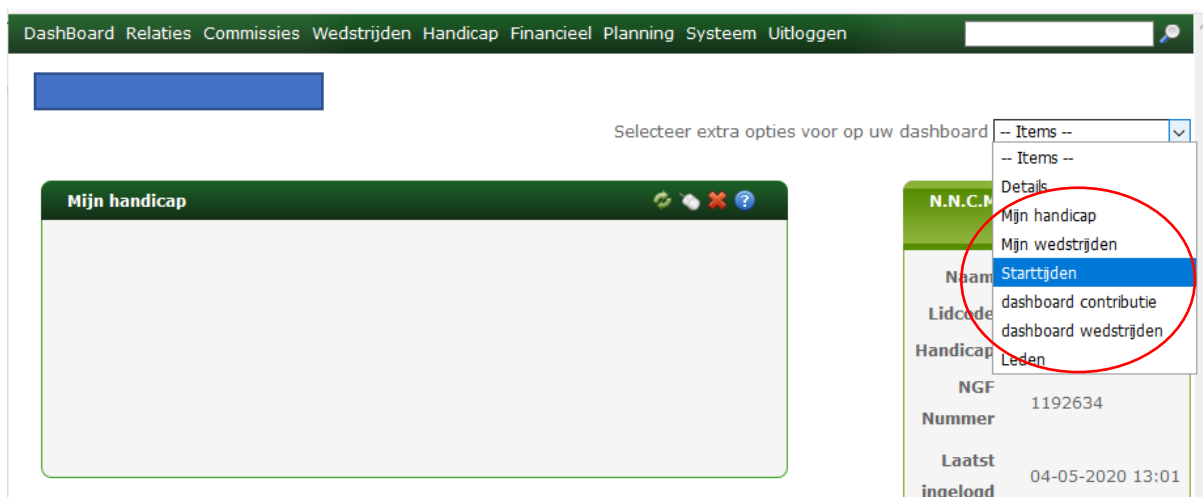 DashBoard Relaties Commissies Wedstrijden Handicap Financieel Planning Systeem Uitloggen
Selecteer extra opties voor op uw dashboard -- Items --
-- Items --
Details
Mijn handicap
Mijn wedstrijden
Starttijden
dashboard contributie
dashboard wedstrijden
Leden
Mijn handicap
N.N.C.M
Naam
Lidcode
Handicap
NGF
Nummer
1192634
Laatst
ingelogd
04-05-2020 13:01